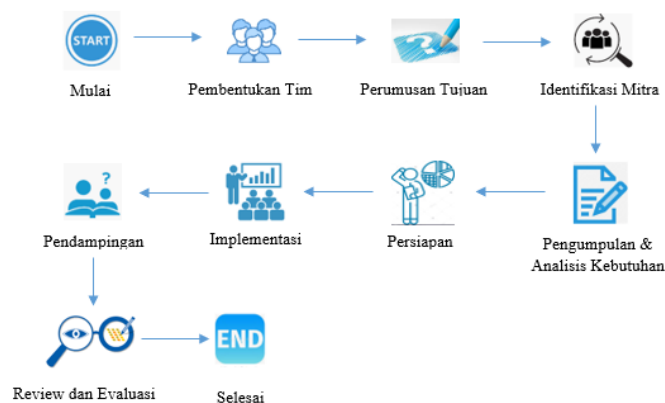 START
Mulai
Pembentukan Tim
Perumusan Tujuan
Identifikasi Mitra
Pengumpulan &
Analisis Kebutuhan
Persiapan
Implementasi
?
Pendampingan
Review dan Evaluasi
END
Selesai